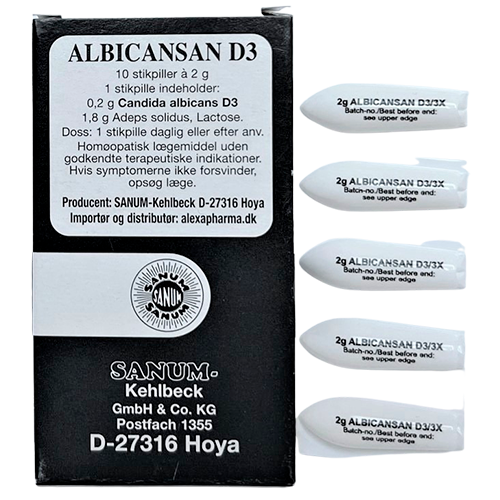 ALBICANSAN D3
10 stikpiller à 2 g
1 stikpille indeholder:
0,2 g Candida albicans D3
1,8 g Adeps solidus, Lactose.
Doss: 1 stikpille daglig eller efter anv.
Homøopatisk lægemiddel uden
godkendte terapeutiske indikationer.
Hvis symptomerne ikke forsvinder,
opsøg læge.
Producent: SANUM-Kehlbeck D-27316 Hoya
Importør og distributør: alexapharma.dk
SANUM
SANUM
SANUM
SANUM-
Kehlbeck
GmbH & Co. KG
Postfach 1355
D-27316 Hoya
2g ALBICANSAN D3/3X
Batch-no./Best before end:
see upper edge
2g ALBICANSAN D3/3X
Batch-no./Best before end:
see upper edge
2g ALBICANSAN D3/3X
Batch-no./Best before end:
see upper edge
2g ALBICANSAN D3/3X
Batch-no./Best before end:
see upper edge
2g ALBICANSAN D3/3X
Batch-no./Best before end:
see upper edge